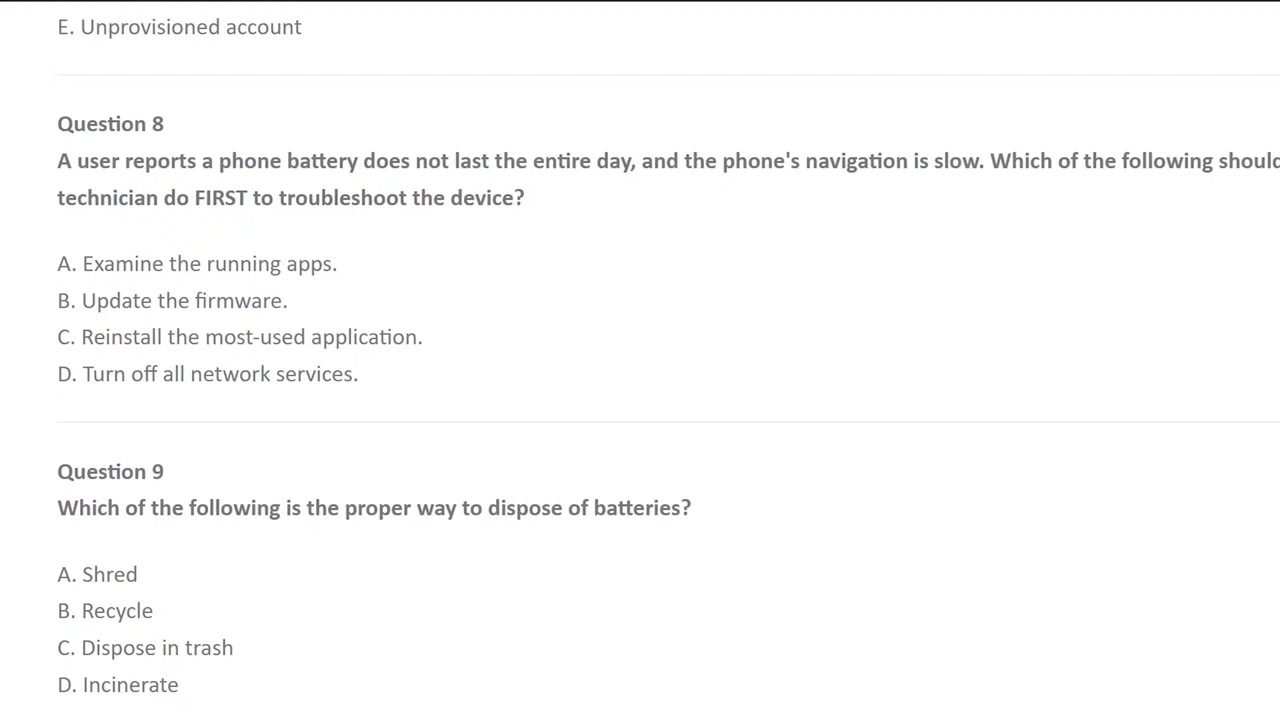 E. Unprovisioned account
Question 8
A user reports a phone battery does not last the entire day, and the phone's navigation is slow. Which of the following should
technician do FIRST to troubleshoot the device?
A. Examine the running apps.
B. Update the firmware.
C. Reinstall the most-used application.
D. Turn off all network services.
Question 9
Which of the following is the proper way to dispose of batteries?
A. Shred
B. Recycle
C. Dispose in trash
D. Incinerate